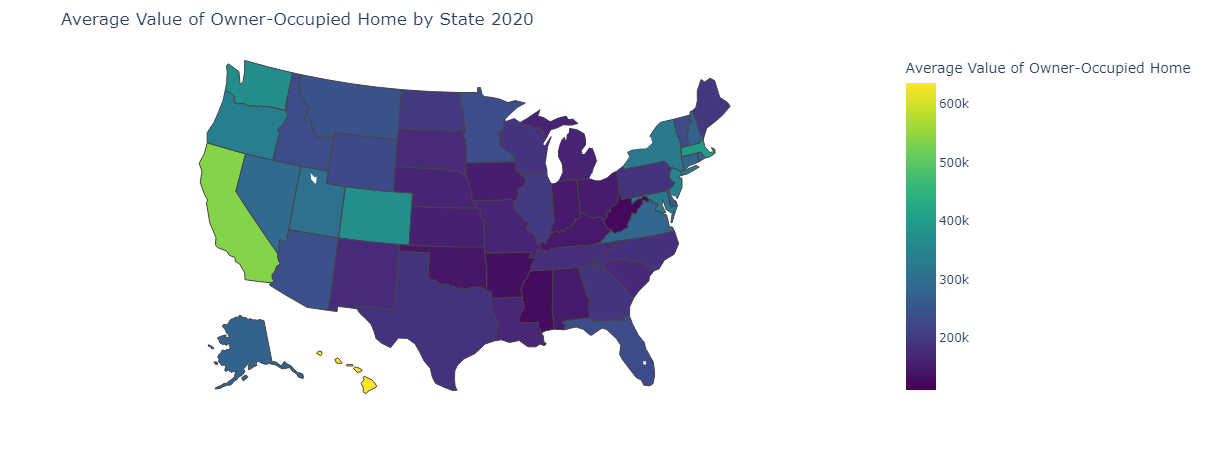 Average Value of Owner-Occupied Home by State 2020
Average Value of Owner-Occupied Home
600k
500k
400k
300k
200k